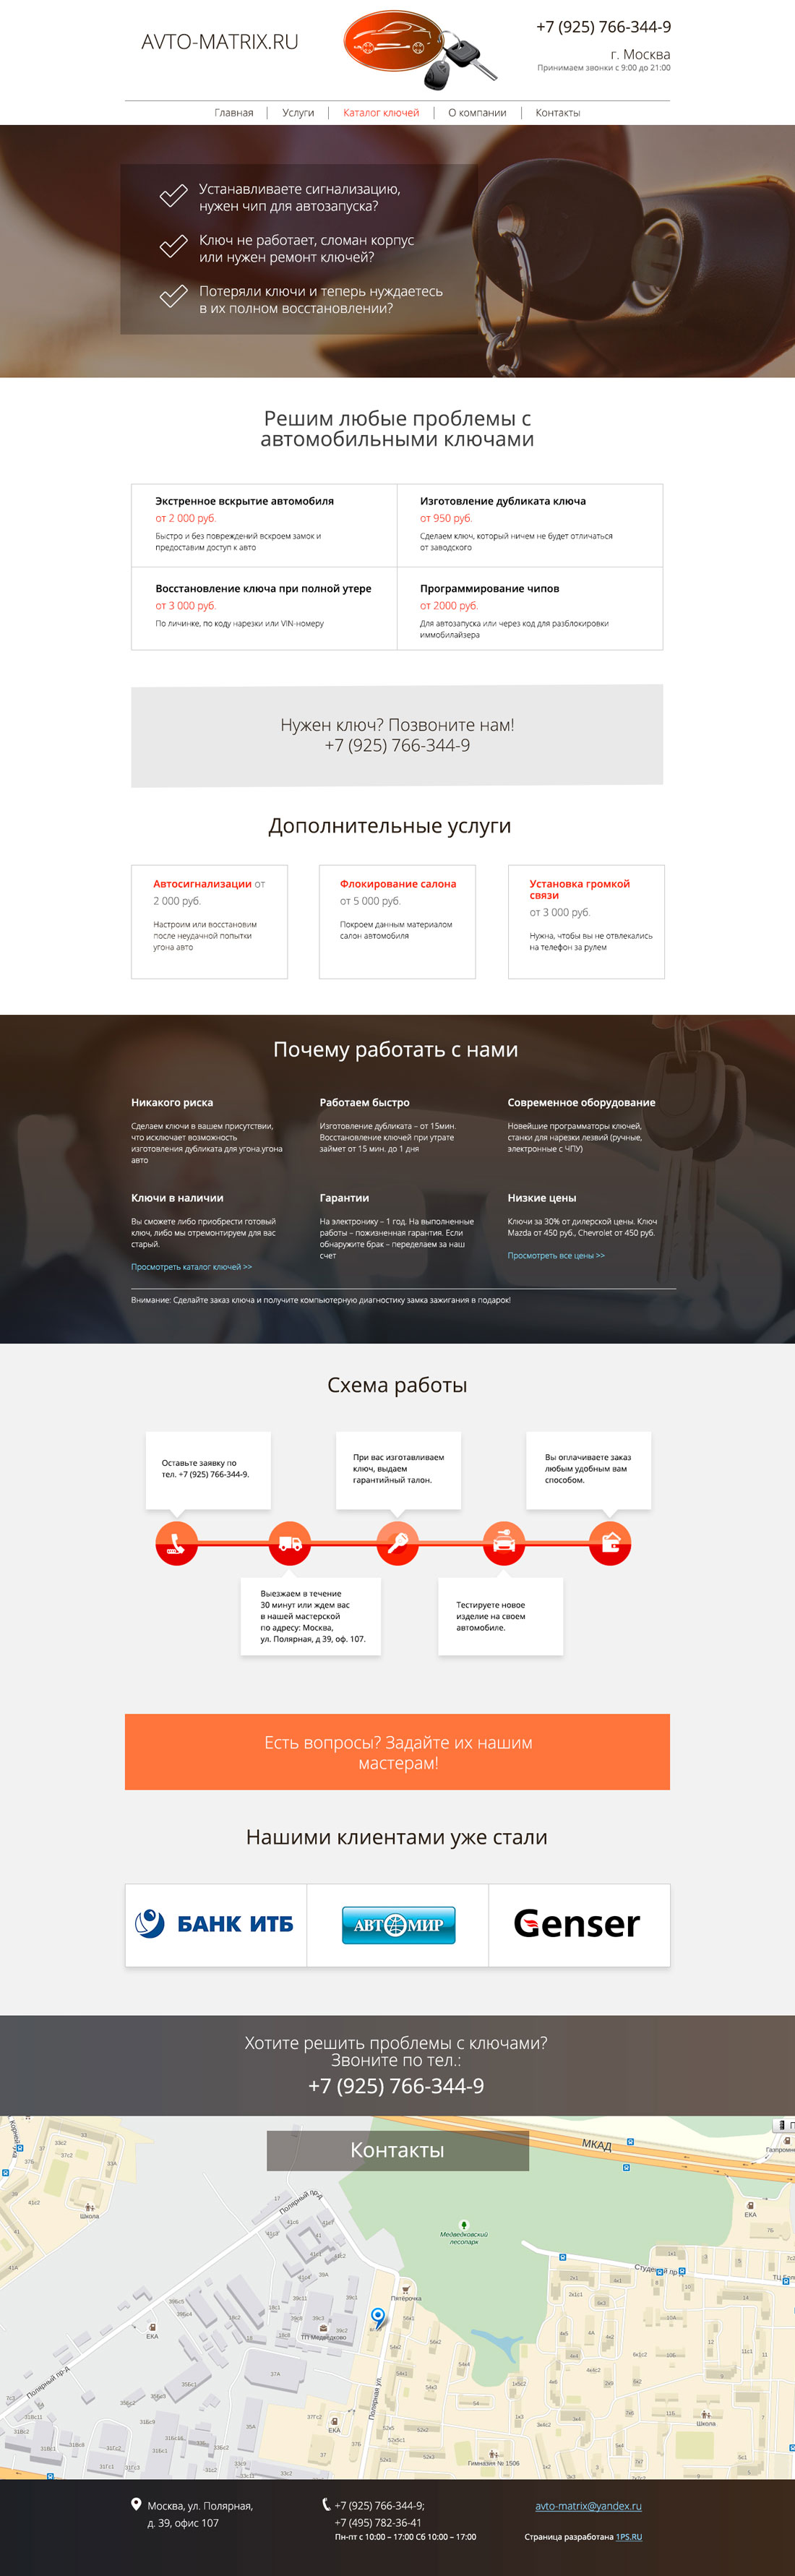 AVTO-MATRIX.RU
+7 (925) 766-344-9
г. Москва
Принимаем звонки с 9:00 до 21:00
Главная
Услуги
Каталог ключей
О компании
Контакты
Устанавливаете сигнализацию,
нужен чип для автозапуска?
Ключ не работает, сломан корпус
или нужен ремонт ключей?
Потеряли ключи и теперь нуждаетесь
в их полном восстановлении?
Решим любые проблемы с
автомобильными ключами
Экстренное вскрытие автомобиля
от 2 000 руб.
Быстро и без повреждений вскроем замок и
предоставим доступ к авто
Изготовление дубликата ключа
от 950 руб.
Сделаем ключ, который ничем не будет отличаться
от заводского
Восстановление ключа при полной утере
от 3 000 руб.
По личинке, по коду нарезки или VIN-номеру
Программирование чипов
от 2000 руб.
Для автозапуска или через код для разблокировки
иммобилайзера
Нужен ключ? Позвоните нам!
+7 (925) 766-344-9
Дополнительные услуги
Автосигнализации от
2 000 руб.
Настроим или восстановим
после неудачной попытки
угона авто
Флокирование салона
от 5 000 руб.
Покроем данным материалом
салон автомобиля
Установка громкой
связи
от 3 000 руб.
Нужна, чтобы вы не отвлекались
на телефон за рулем
Почему работать с нами
Никакого риска
Сделаем ключи в вашем присутствии,
что исключает возможность
изготовления дубликата для угона.угона
авто
Работаем быстро
Изготовление дубликата – от 15мин.
Восстановление ключей при утрате
займет от 15 мин. до 1 дня
Современное оборудование
Новейшие программаторы ключей,
станки для нарезки лезвий (ручные,
электронные с ЧПУ)
Ключи в наличии
Вы сможете либо приобрести готовый
ключ, либо мы отремонтируем для вас
старый.
Просмотреть каталог ключей >>
Гарантии
На электронику – 1 год. На выполненные
работы – пожизненная гарантия. Если
обнаружите брак – переделаем за наш
счет
Низкие цены
Ключи за 30% от дилерской цены. Ключ
Mazda от 450 руб., Chevrolet от 450 руб.
Просмотреть все цены >>
Внимание: Сделайте заказ ключа и получите компьютерную диагностику замка зажигания в подарок!
Схема работы
Оставьте заявку по
тел. +7 (925) 766-344-9.
При вас изготавливаем
ключ, выдаем
гарантийный талон.
Вы оплачиваете заказ
любым удобным вам
способом.
Выезжаем в течение
30 минут или ждем вас
в нашей мастерской
по адресу: Москва,
ул. Полярная, д 39, оф. 107.
Тестируете новое
изделие на своем
автомобиле.
Есть вопросы? Задайте их нашим
мастерам!
Нашими клиентами уже стали
БАНК ИТБ
АВТОМИР
Genser
Хотите решить проблемы с ключами?
Звоните по тел.:
+7 (925) 766-344-9
Контакты
МКАД
Школа
Полярный пр-д
Медведковский
лесопарк
ЕКА
Пятёрочка
ТП Медведково
ЕКА
Полярный пр-д
Полярная ул.
ЕКА
Школа
Гимназия № 1506
Москва, ул. Полярная,
д. 39, офис 107
+7 (925) 766-344-9;
+7 (495) 782-36-41
Пн-пт с 10:00 – 17:00 Сб 10:00 – 17:00
avto-matrix@yandex.ru
Страница разработана 1PS.RU